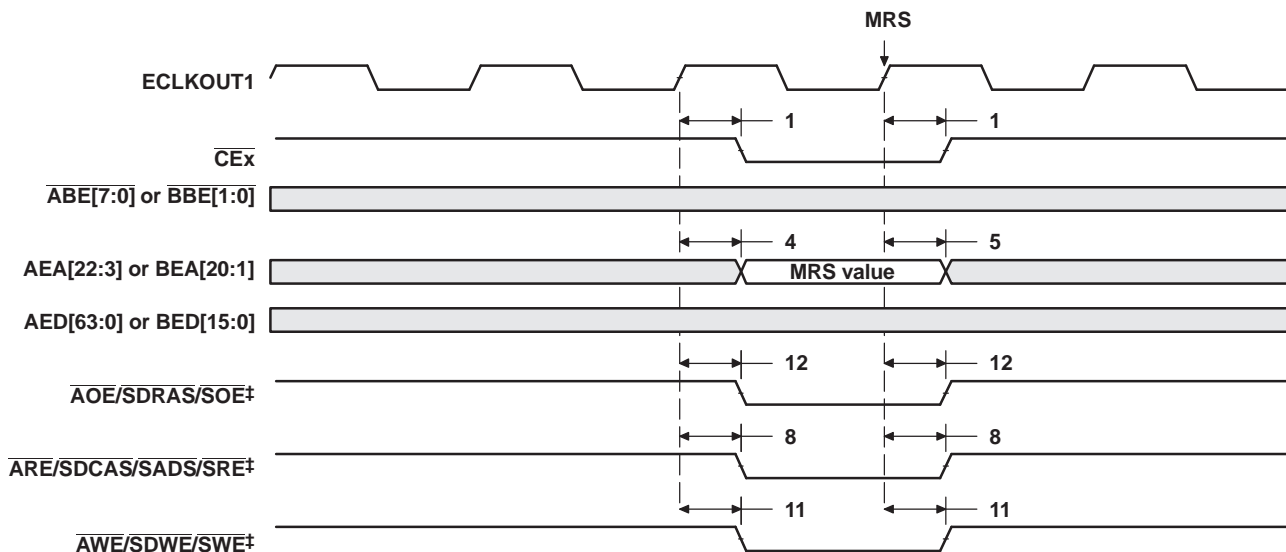 MRS
ECLKOUT1
1 1
CEx
ABE[7:0] or BBE[1:0]
4 5
AEA[22:3] or BEA[20:1] MRS value
AED[63:0] or BED[15:0]
12 12
AOE/SDRAS/SOE‡
8 8
ARE/SDCAS/SADS/SRE‡
11 11
AWE/SDWE/SWE‡